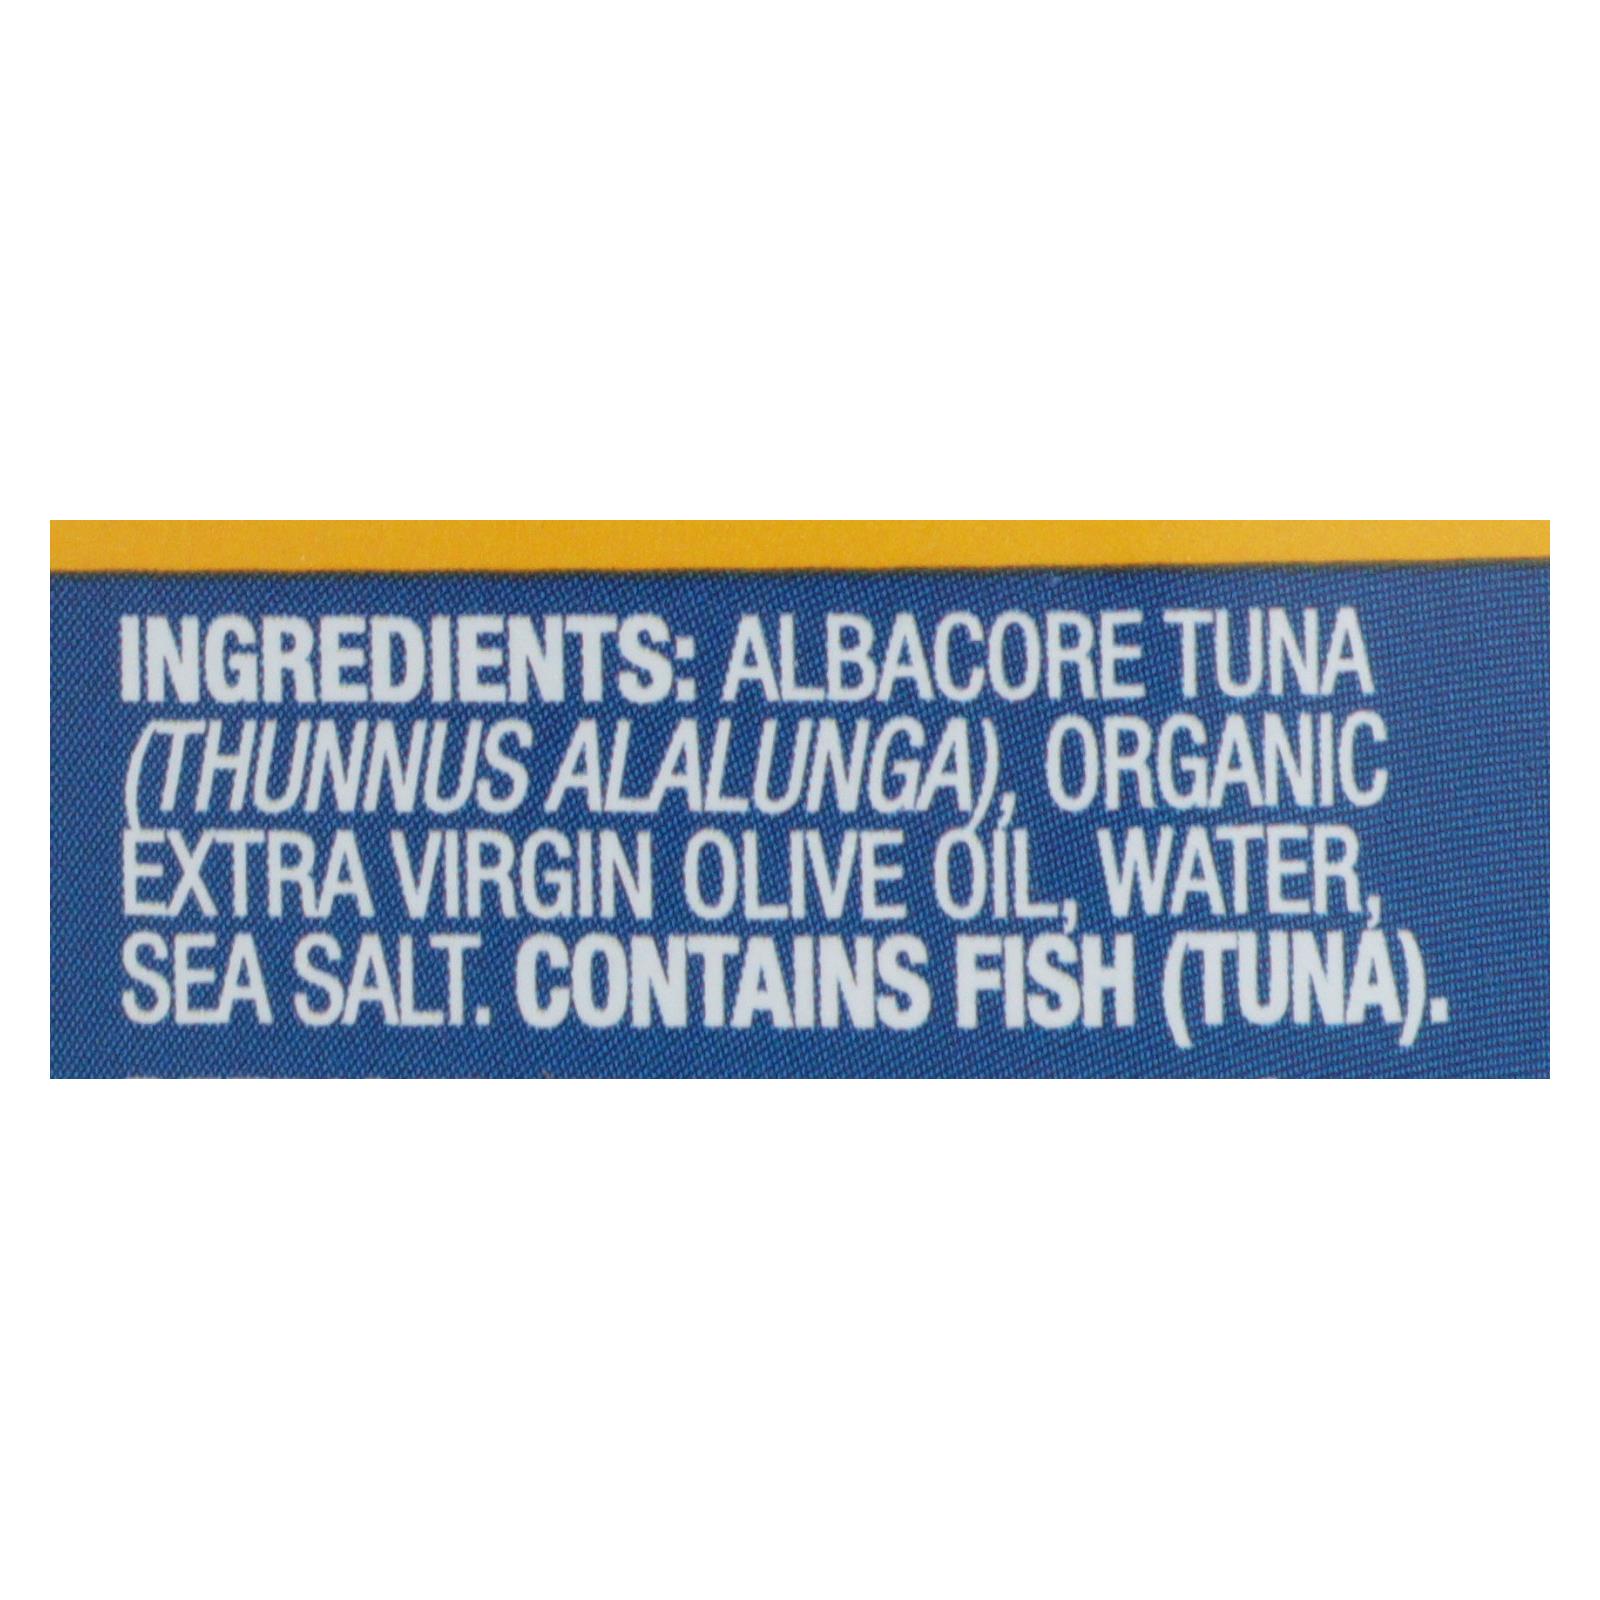 INGREDIENTS: ALBACORE TUNA
(THUNNUS ALALUNGA), ORGANIC
EXTRA VIRGIN OLIVE OIL, WATER,
SEA SALT. CONTAINS FISH (TUNA).